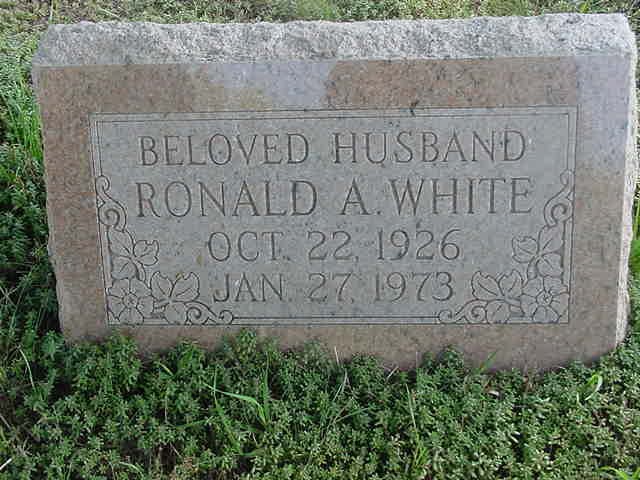 BELOVED HUSBAND
RONALD A. WHITE
OCT. 22, 1926
JAN. 27, 1973